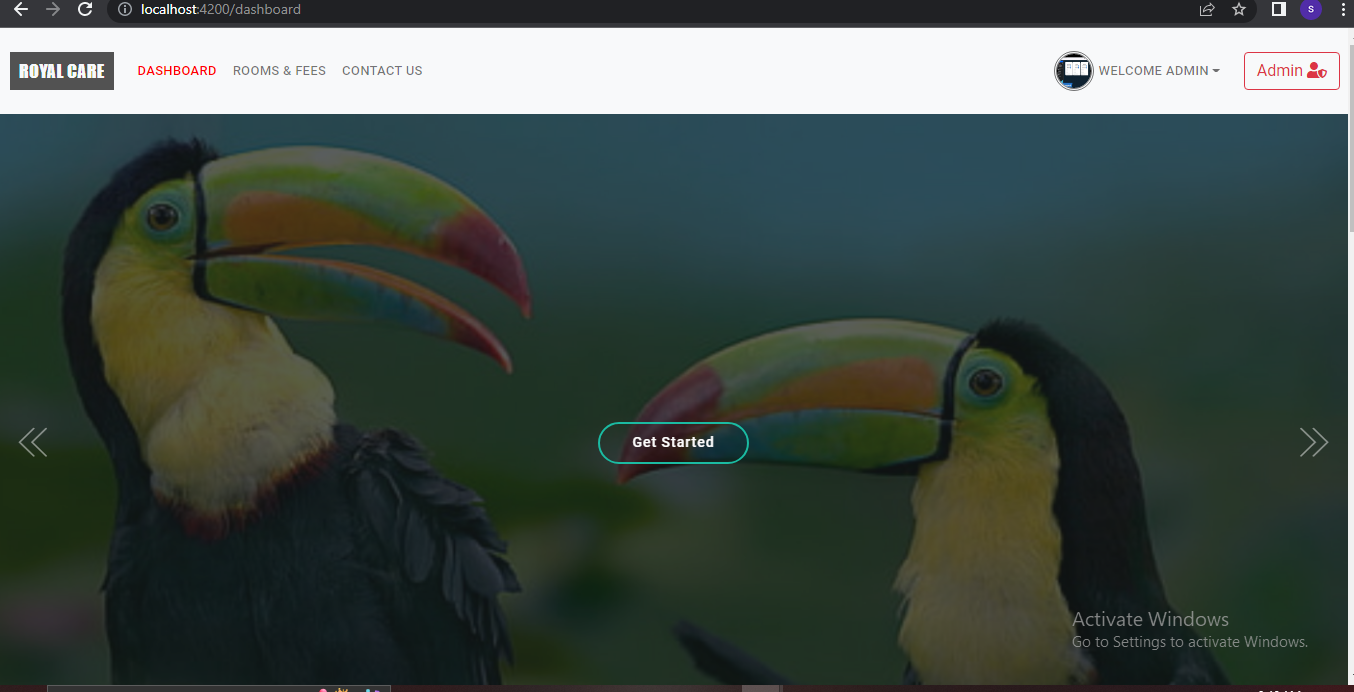 localhost:4200/dashboard
S
ROYAL CARE
DASHBOARD
ROOMS & FEES
CONTACT US
WELCOME ADMIN
Admin
Get Started
Activate Windows
Go to Settings to activate Windows.